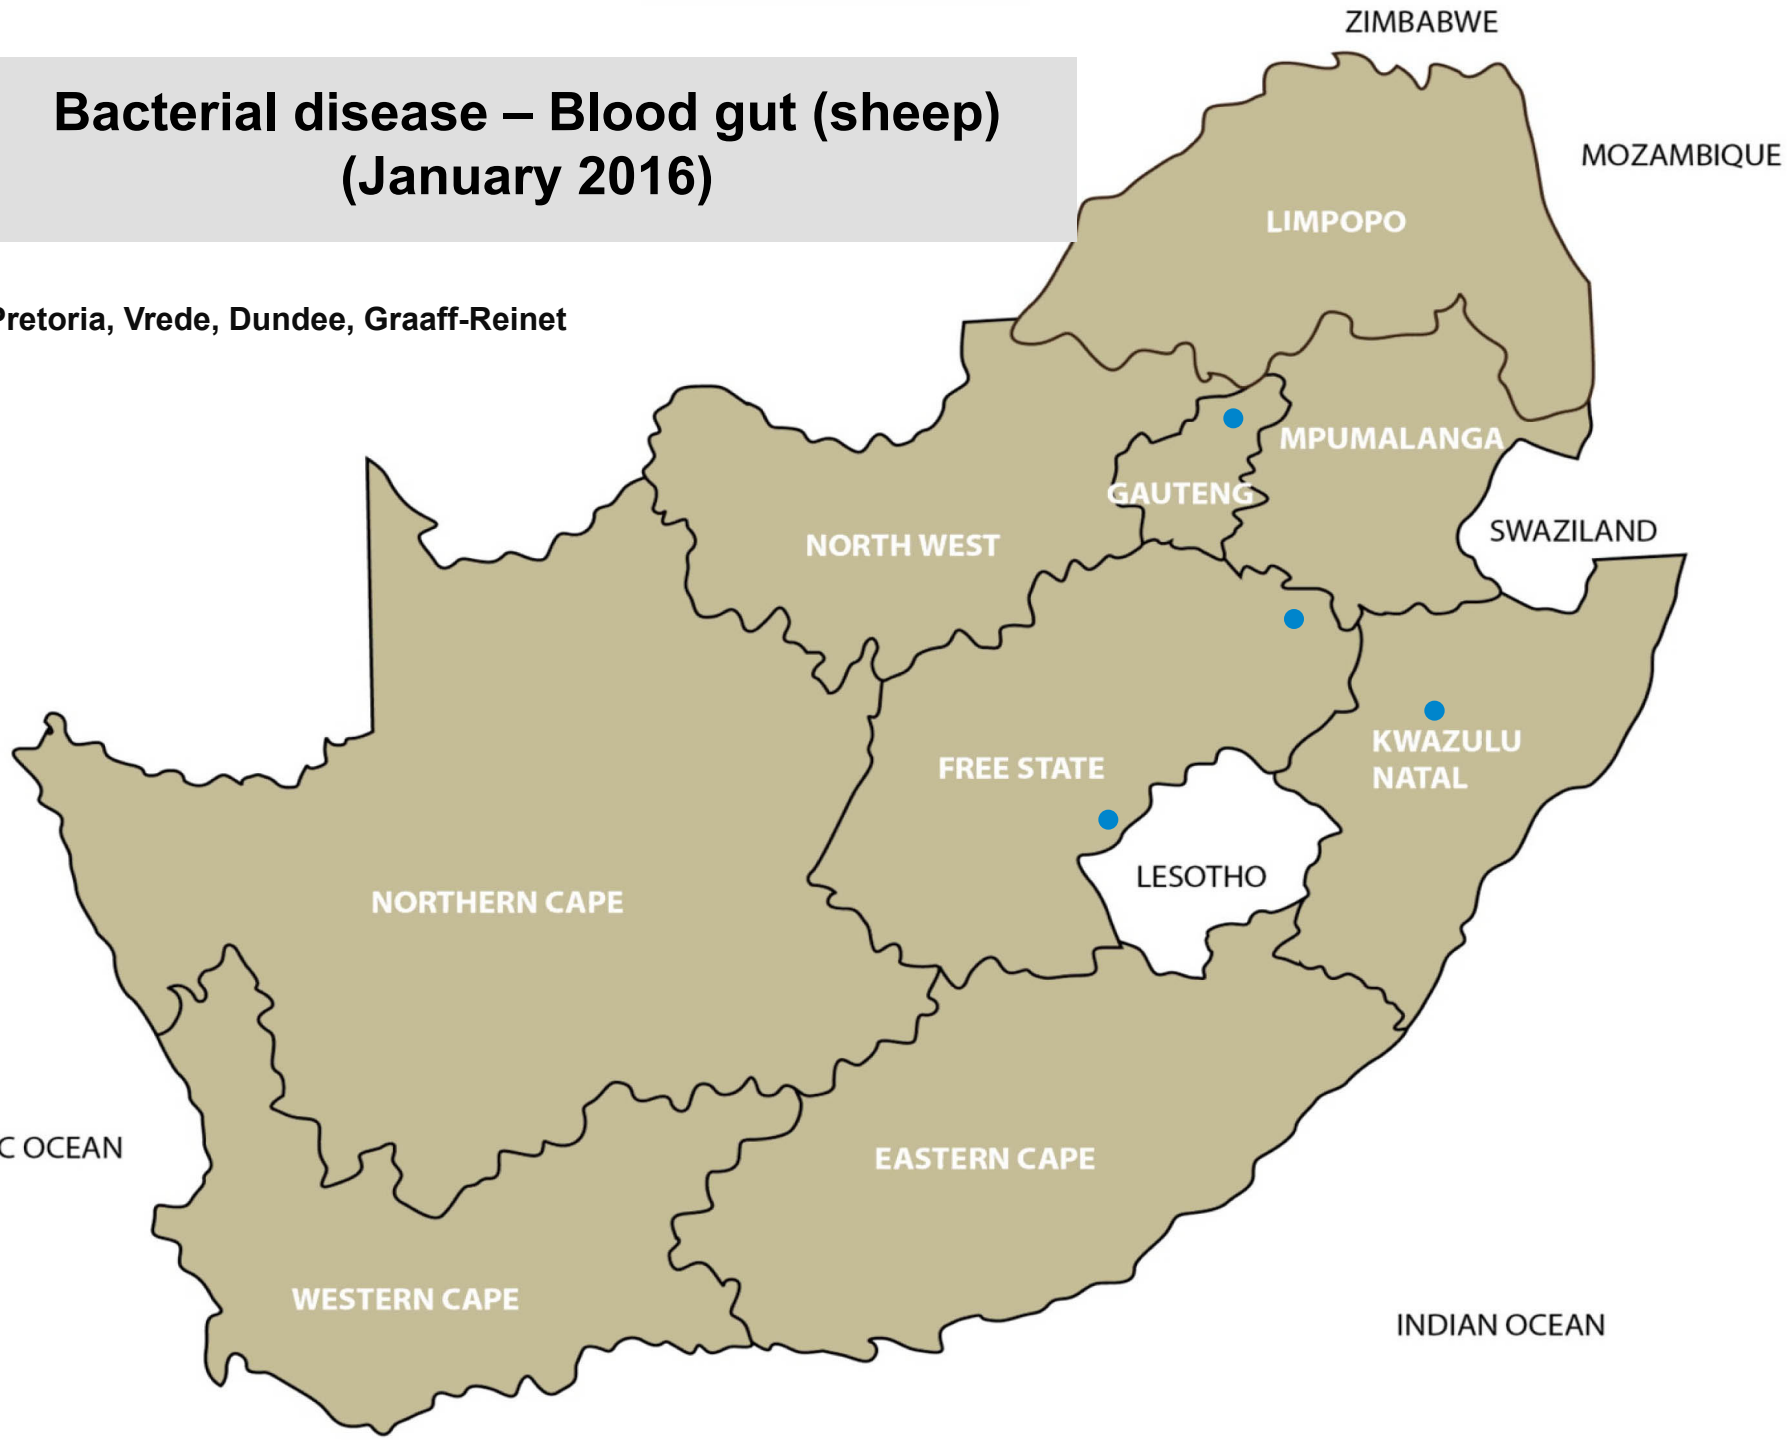 ZIMBABWE
Bacterial disease – Blood gut (sheep)
(January 2016)
MOZAMBIQUE
LIMPOPO
Pretoria, Vrede, Dundee, Graaff-Reinet
MPUMALANGA
GAUTENG
SWAZILAND
NORTH WEST
KWAZULU
NATAL
FREE STATE
LESOTHO
NORTHERN CAPE
C OCEAN
EASTERN CAPE
WESTERN CAPE
INDIAN OCEAN